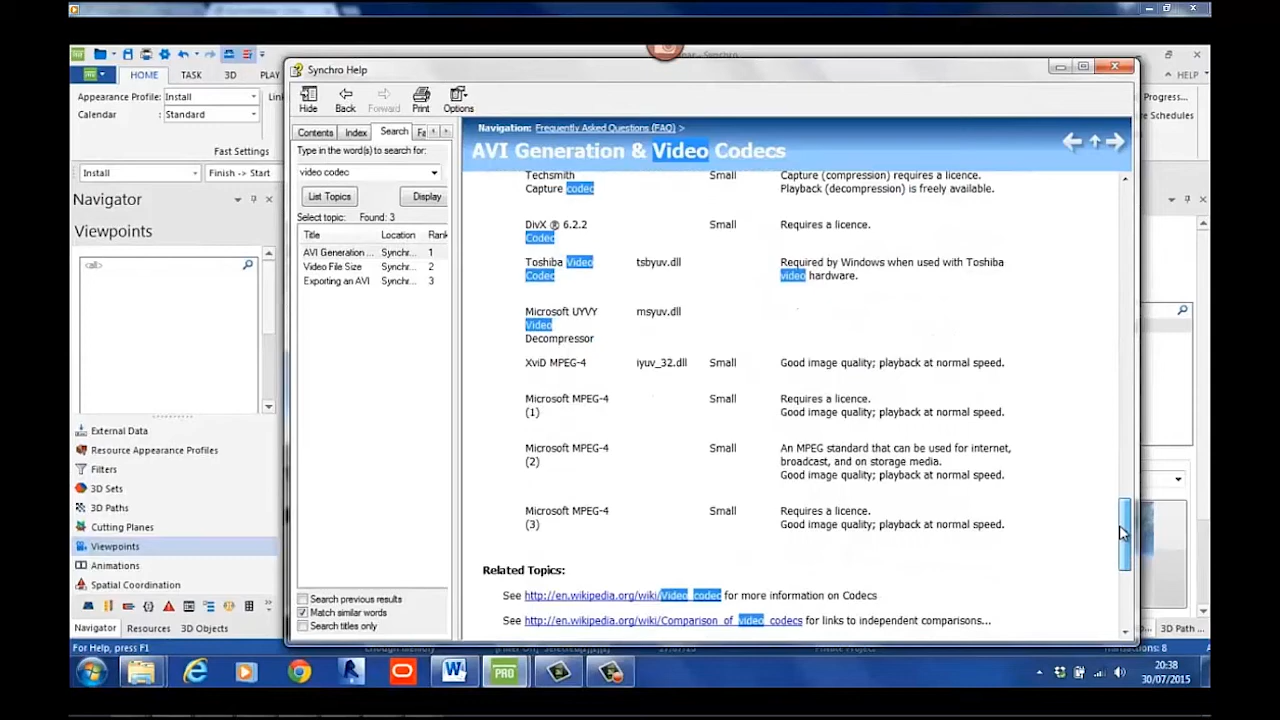 Synchro
HELP
PRO
HOME
TASK
3D
PLAY
Appearance Profile: Install
Calendar : Standard
Fast Settings
Install
Finish -> Start
Progress...
e Schedules
Navigator
Viewpoints
<all>
External Data
Resource Appearance Profiles
Filters
3D Sets
3D Paths
Cutting Planes
Viewpoints
Animations
Spatial Coordination
Navigator
Resources
3D Objects
3D Path ...
For Help, press F1
Transactions: 8
Synchro Help
Hide
Back
Forward
Print
Options
Contents
Index
Search
Type in the word(s) to search for:
video codec
List Topics
Display
Select topic: Found: 3
Title Location Rank
AVI Generation ... Synchr... 1
Video File Size Synchr... 2
Exporting an AVI Synchr... 3
Search previous results
Match similar words
Search titles only
Navigation: Frequently Asked Questions (FAQ) >
AVI Generation & Video Codecs
Techsmith Small Capture (compression) requires a licence.
Capture codec Playback (decompression) is freely available.
DivX ® 6.2.2 Small Requires a licence.
Codec
Toshiba Video tsbyuv.dll Required by Windows when used with Toshiba
Codec video hardware.
Microsoft UYVY msyuv.dll
Video
Decompressor
XviD MPEG-4 iyuv_32.dll Small Good image quality; playback at normal speed.
Microsoft MPEG-4 Small Requires a licence.
(1) Good image quality; playback at normal speed.
Microsoft MPEG-4 Small An MPEG standard that can be used for internet,
(2) broadcast, and on storage media.
Good image quality; playback at normal speed.
Microsoft MPEG-4 Small Requires a licence.
(3) Good image quality; playback at normal speed.
Related Topics:
See http://en.wikipedia.org/wiki/Video_codec for more information on Codecs
See http://en.wikipedia.org/wiki/Comparison_of_video_codecs for links to independent comparisons...
PRO
20:38
30/07/2015